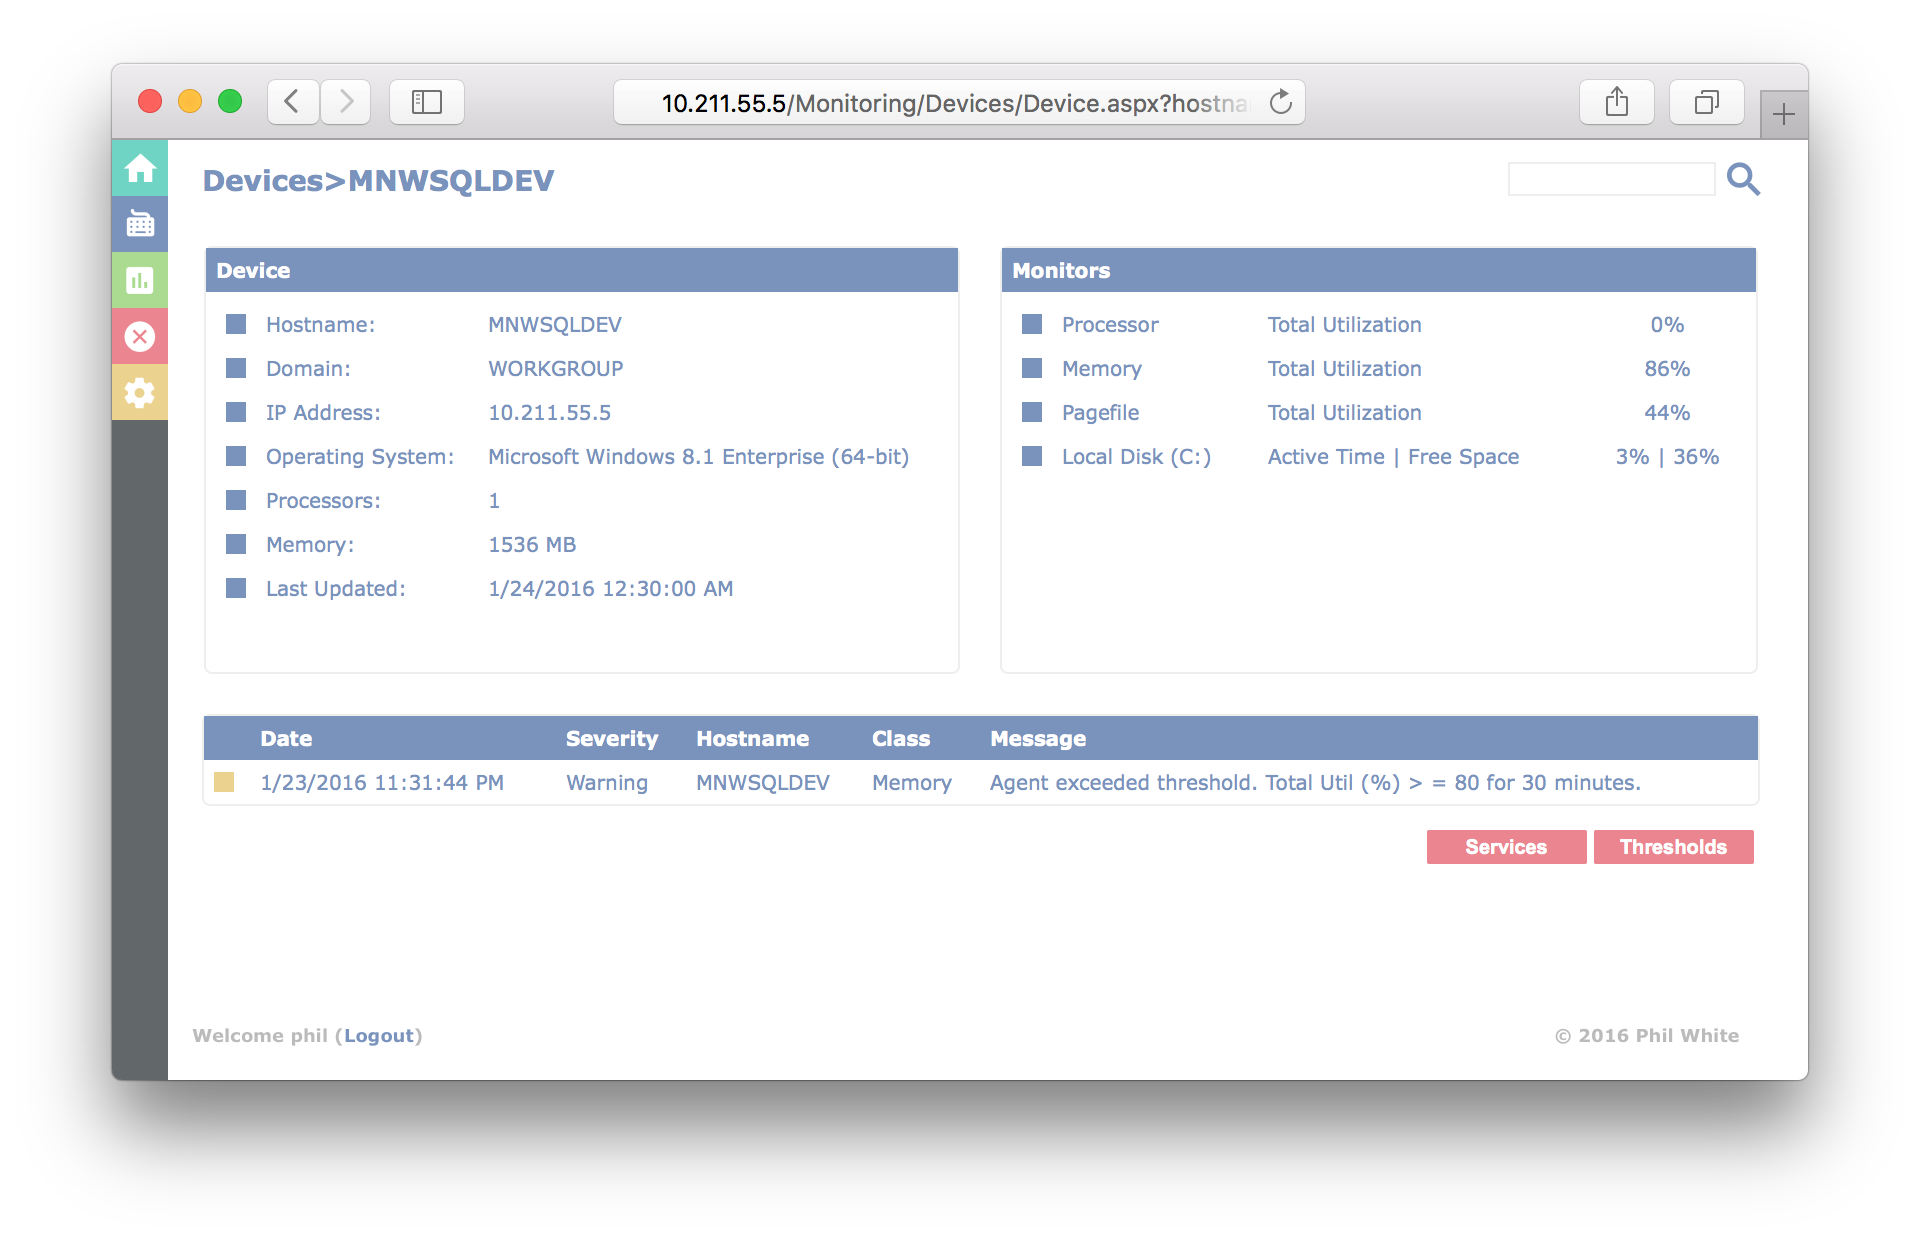 10.211.55.5/Monitoring/Devices/Device.aspx?hostna
Devices>MNWSQLDEV
Device
Hostname: MNWSQLDEV
Domain: WORKGROUP
IP Address: 10.211.55.5
Operating System: Microsoft Windows 8.1 Enterprise (64-bit)
Processors: 1
Memory: 1536 MB
Last Updated: 1/24/2016 12:30:00 AM
Monitors
Processor Total Utilization 0%
Memory Total Utilization 86%
Pagefile Total Utilization 44%
Local Disk (C:) Active Time | Free Space 3% | 36%
Date Severity Hostname Class Message
1/23/2016 11:31:44 PM Warning MNWSQLDEV Memory Agent exceeded threshold. Total Util (%) > = 80 for 30 minutes.
Services Thresholds
Welcome phil (Logout) © 2016 Phil White